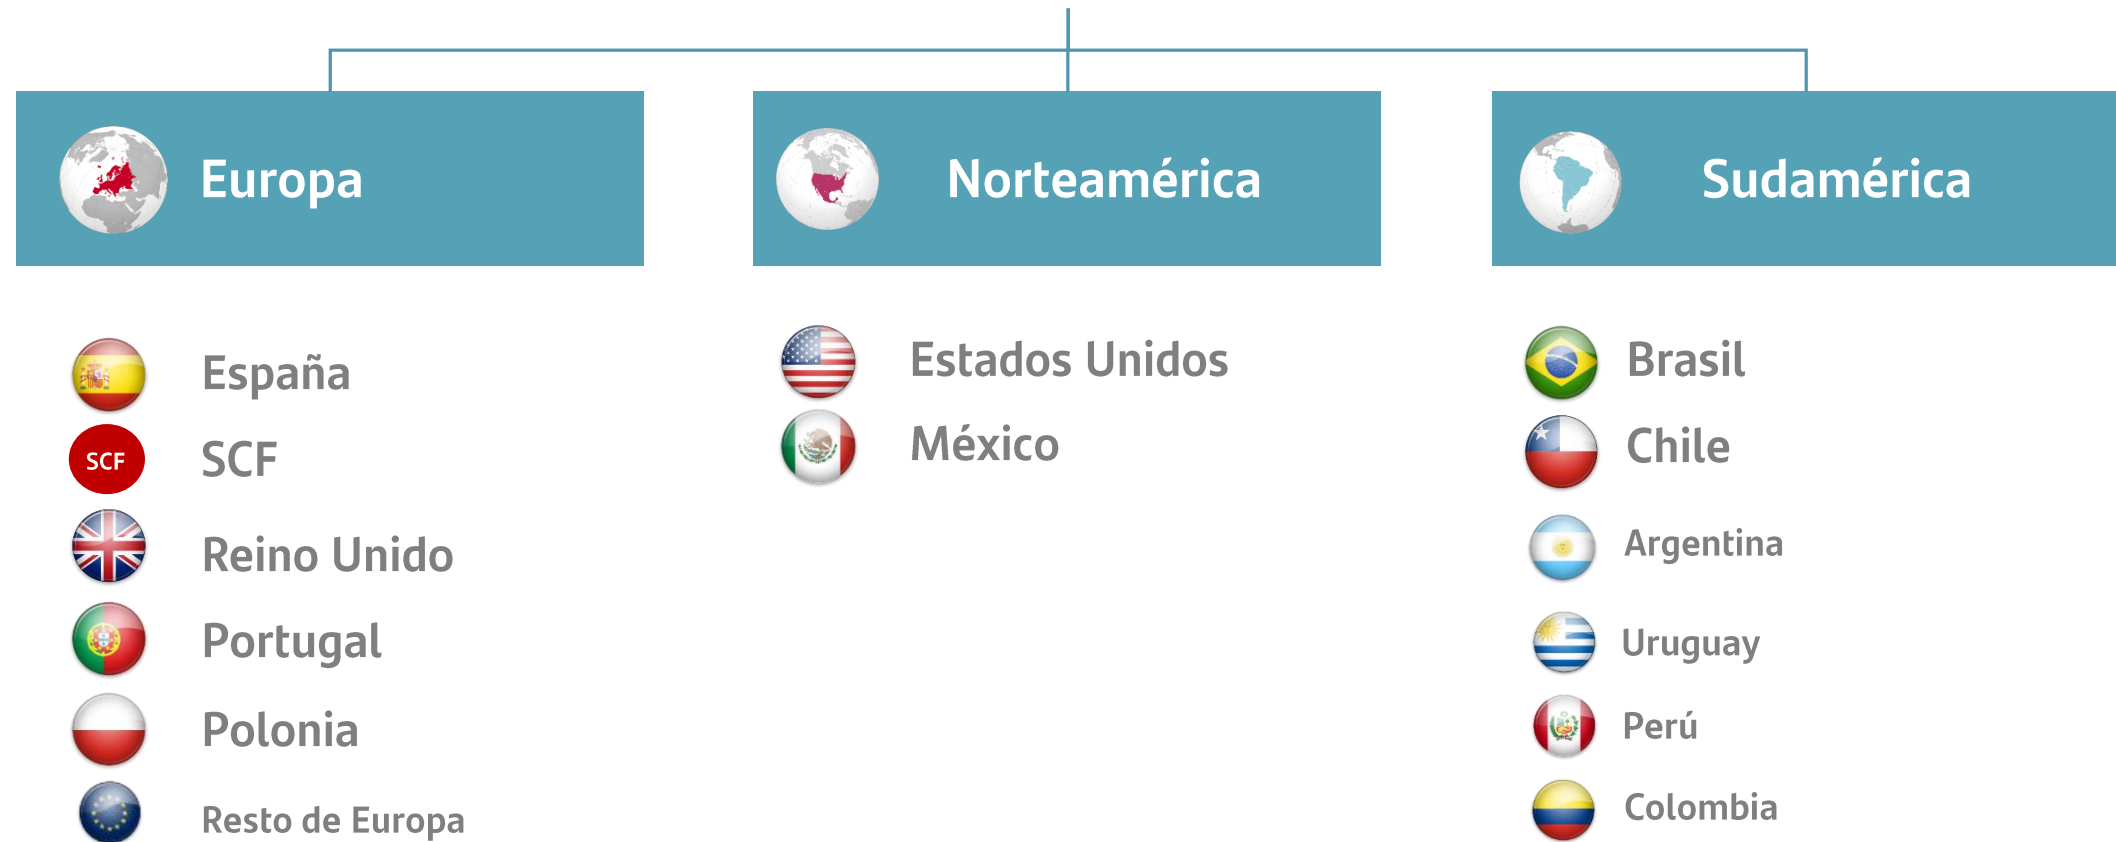 Europa
España
SCF
SCF
Reino Unido
Portugal
Polonia
Resto de Europa
Norteamérica
Estados Unidos
México
Sudamérica
Brasil
Chile
Argentina
Uruguay
Perú
Colombia